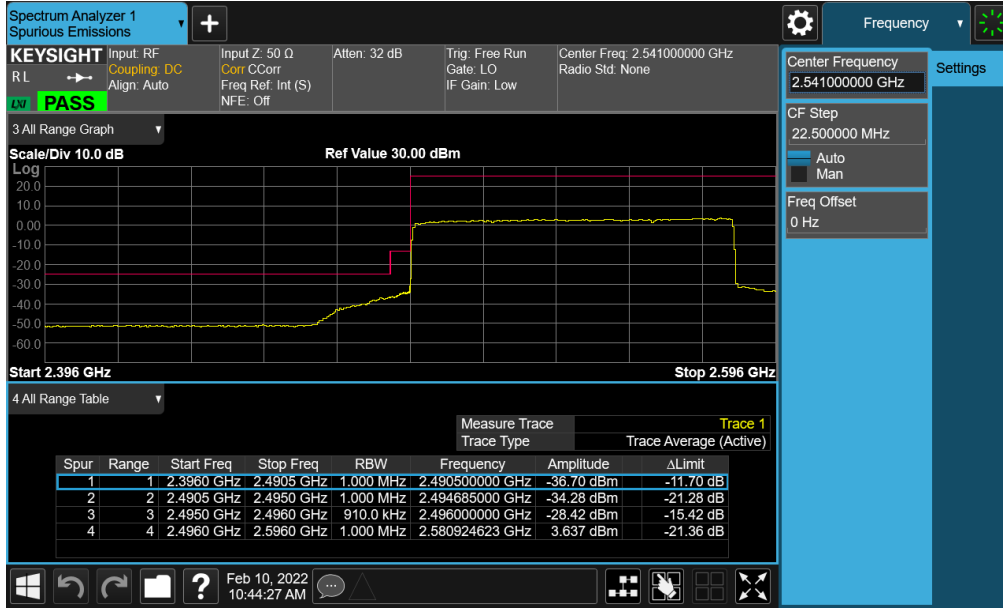 Spectrum Analyzer 1
Spurious Emissions
Frequency
KEYSIGHT
RL
LXI PASS
Input: RF
Coupling: DC
Align: Auto
Input Z: 50 Ω
Corr CCorr
Freq Ref: Int (S)
NFE: Off
Atten: 32 dB
Trig: Free Run
Gate: LO
IF Gain: Low
Center Freq: 2.541000000 GHz
Radio Std: None
Center Frequency
2.541000000 GHz
Settings
CF Step
22.500000 MHz
Auto
Man
Freq Offset
0 Hz
3 All Range Graph
Scale/Div 10.0 dB Ref Value 30.00 dBm
Log
20.0
10.0
0.00
-10.0
-20.0
-30.0
-40.0
-50.0
-60.0
Start 2.396 GHz Stop 2.596 GHz
4 All Range Table
Measure Trace Trace 1
Trace Type Trace Average (Active)
Spur Range Start Freq Stop Freq RBW Frequency Amplitude ΔLimit
1 1 2.3960 GHz 2.4905 GHz 1.000 MHz 2.490500000 GHz -36.70 dBm -11.70 dB
2 2 2.4905 GHz 2.4950 GHz 1.000 MHz 2.494685000 GHz -34.28 dBm -21.28 dB
3 3 2.4950 GHz 2.4960 GHz 910.0 kHz 2.496000000 GHz -28.42 dBm -15.42 dB
4 4 2.4960 GHz 2.5960 GHz 1.000 MHz 2.580924623 GHz 3.637 dBm -21.36 dB
Feb 10, 2022
10:44:27 AM